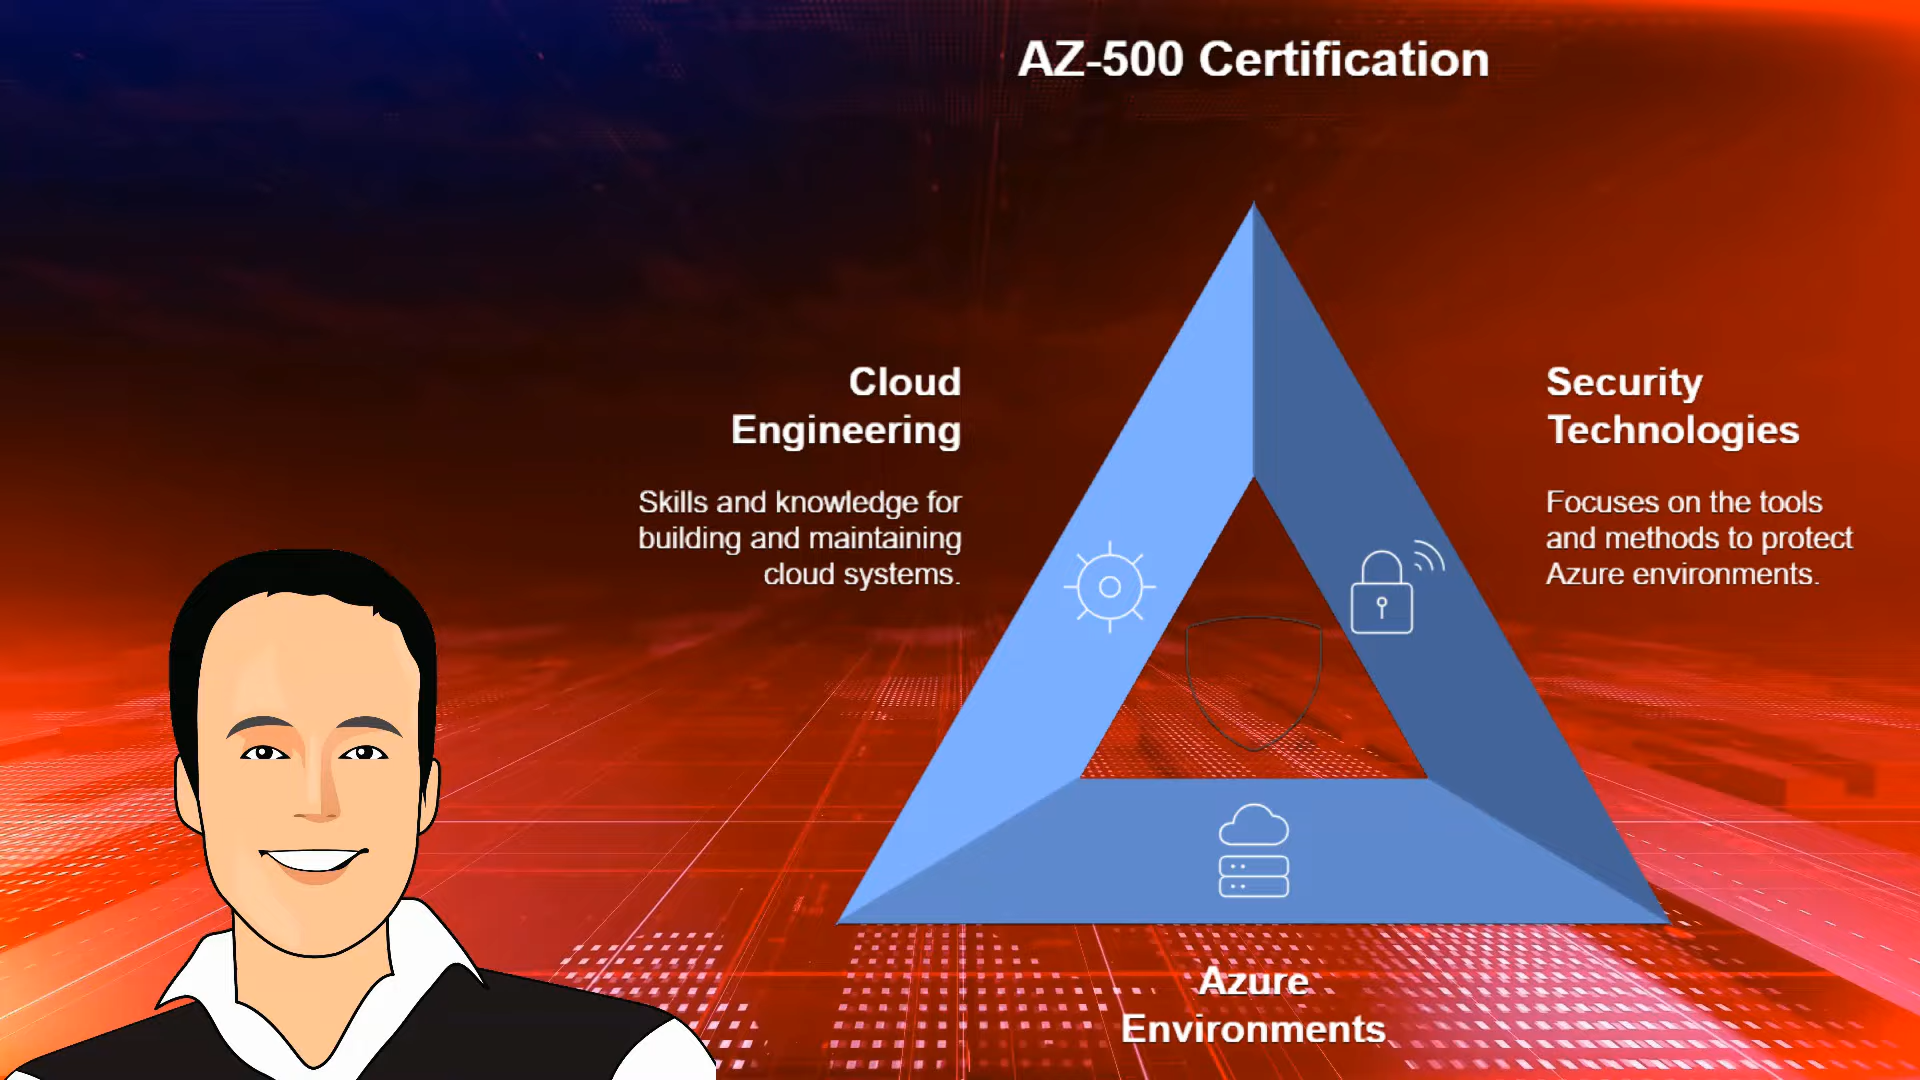 AZ-500 Certification
Cloud
Engineering
Skills and knowledge for
building and maintaining
cloud systems.
Security
Technologies
Focuses on the tools
and methods to protect
Azure environments.
Azure
Environments